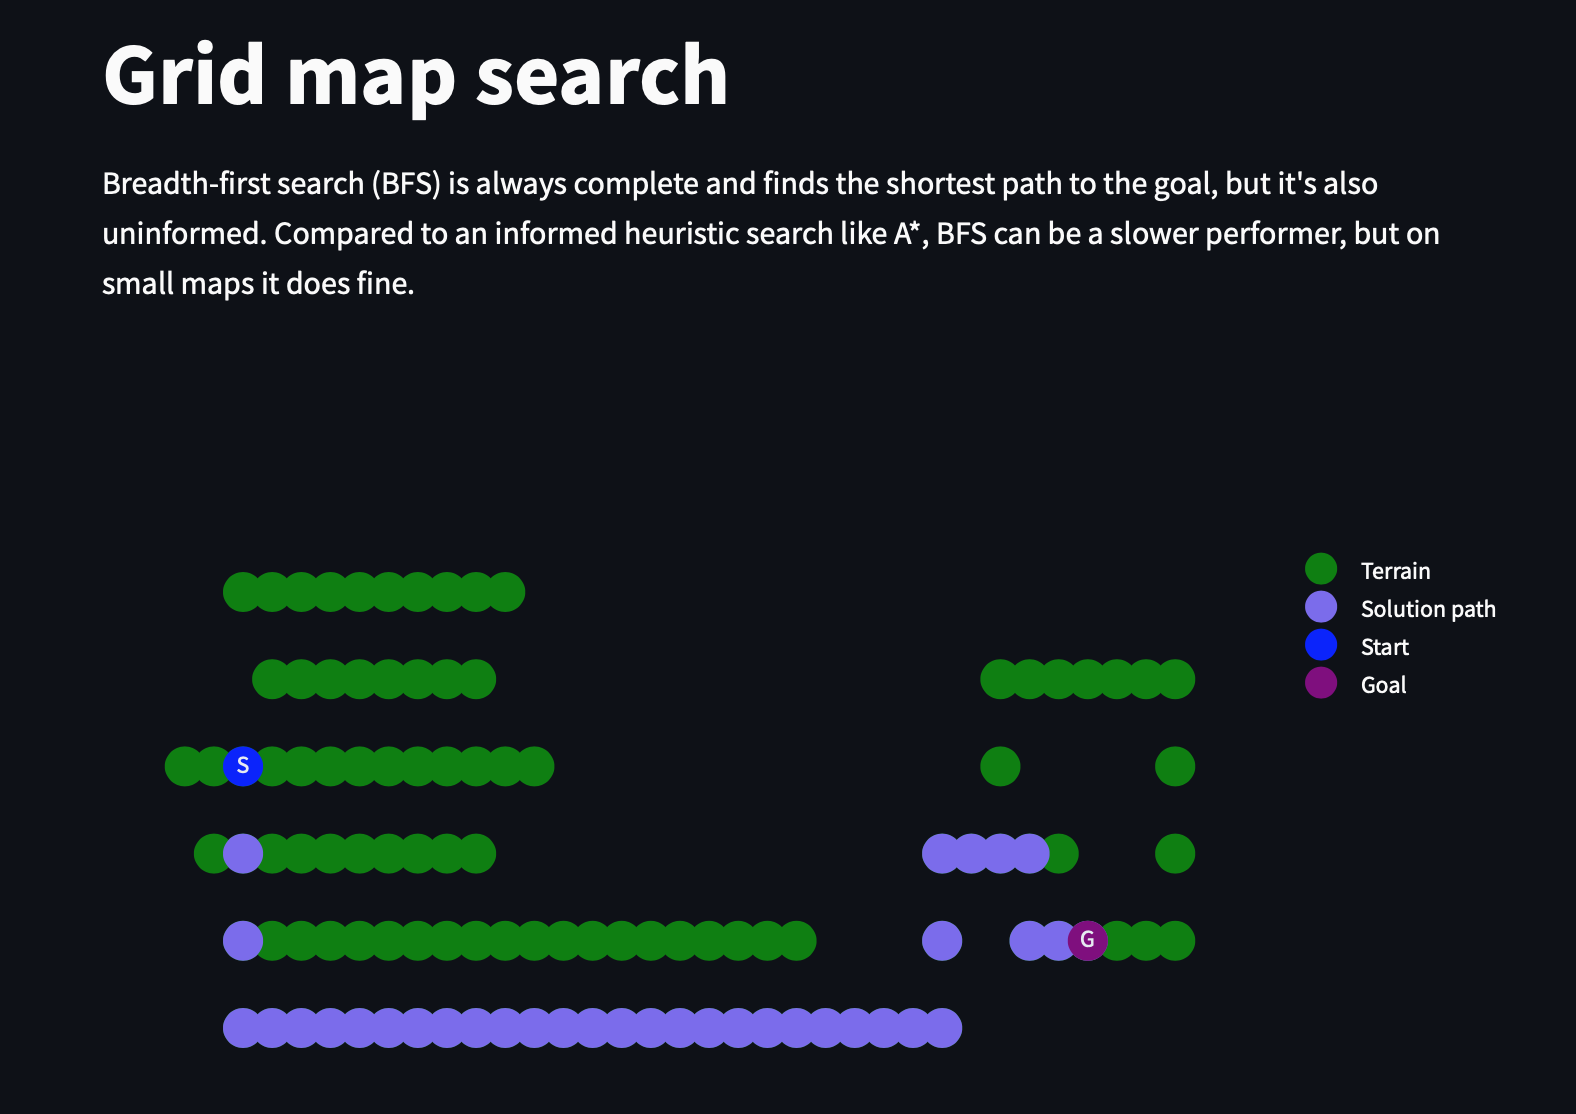 Grid map search
Breadth-first search (BFS) is always complete and finds the shortest path to the goal, but it's also
uninformed. Compared to an informed heuristic search like A*, BFS can be a slower performer, but on
small maps it does fine.
Terrain
Solution path
Start
Goal
S
G